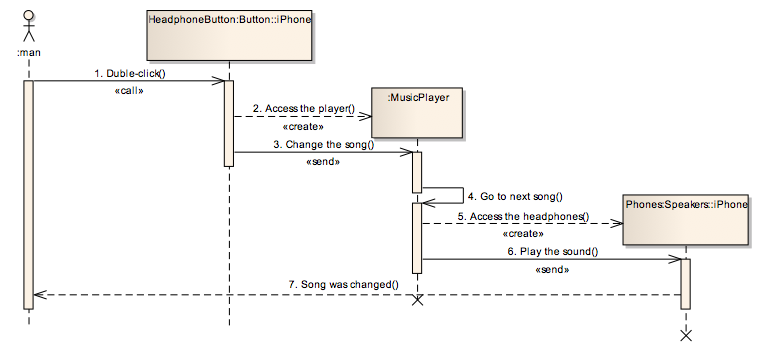 HeadphoneButton:Button::iPhone
:man
1. Duble-click()
«call»
2. Access the player()
«create»
:MusicPlayer
3. Change the song()
«send»
4. Go to next song()
5. Access the headphones()
«create»
Phones:Speakers::iPhone
6. Play the sound()
«send»
7. Song was changed()